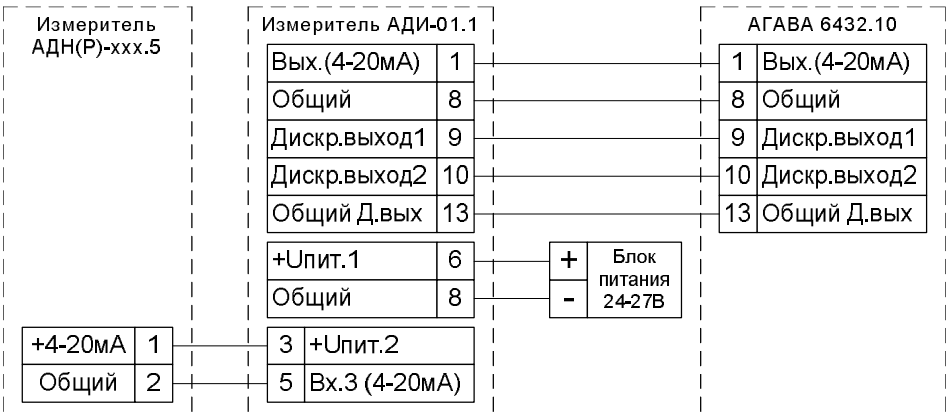 Измеритель
АДН(Р)-xxx.5
Измеритель АДИ-01.1
АГАВА 6432.10
Вых.(4-20мА) 1
1 Вых.(4-20мА)
Общий 8
8 Общий
Дискр.выход1 9
9 Дискр.выход1
Дискр.выход2 10
10 Дискр.выход2
Общий Д.вых 13
13 Общий Д.вых
+Uпит.1 6
+
Блок
питания
24-27В
Общий 8
-
+4-20мА 1
3 +Uпит.2
Общий 2
5 Вх.3 (4-20мА)